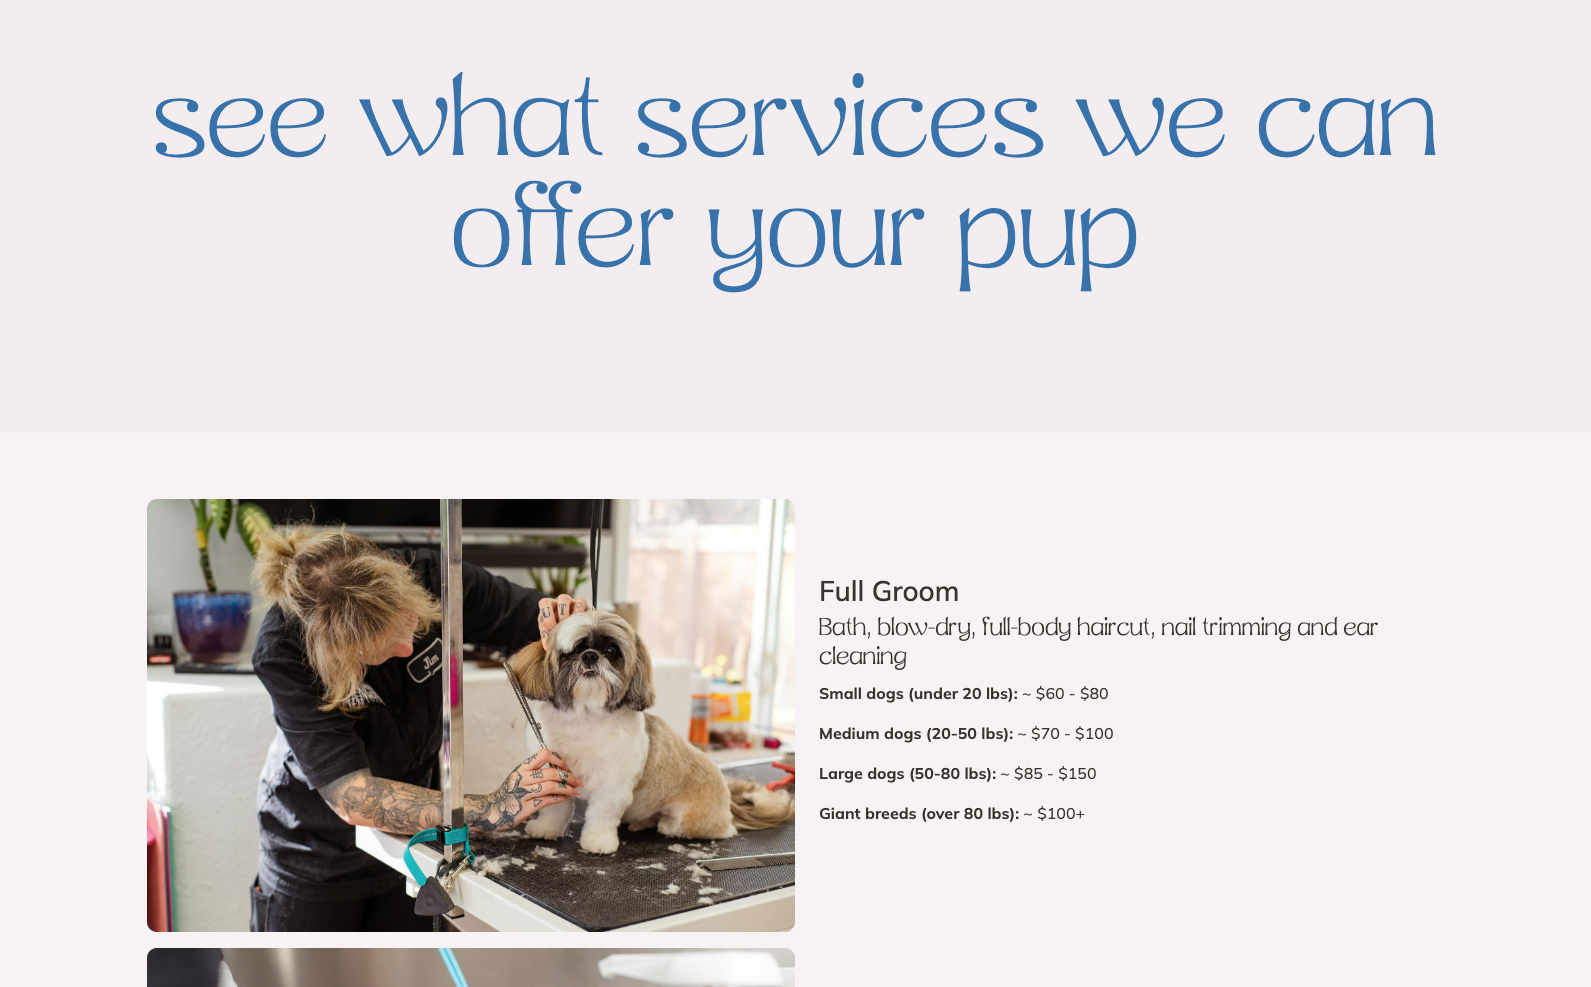 see what services we can
offer your pup
Full Groom
Bath, blow-dry, full-body haircut, nail trimming and ear
cleaning
Small dogs (under 20 lbs): ~ $60 - $80
Medium dogs (20-50 lbs): ~ $70 - $100
Large dogs (50-80 lbs): ~ $85 - $150
Giant breeds (over 80 lbs): ~ $100+
Jim